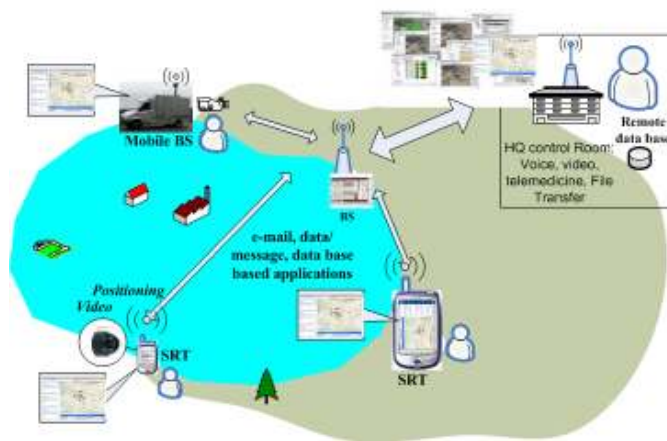 Mobile BS
Remote
data base
HQ control Room:
Voice, video,
telemedicine, File
Transfer
BS
e-mail, data/
message, data base
based applications
Positioning
Video
SRT
SRT